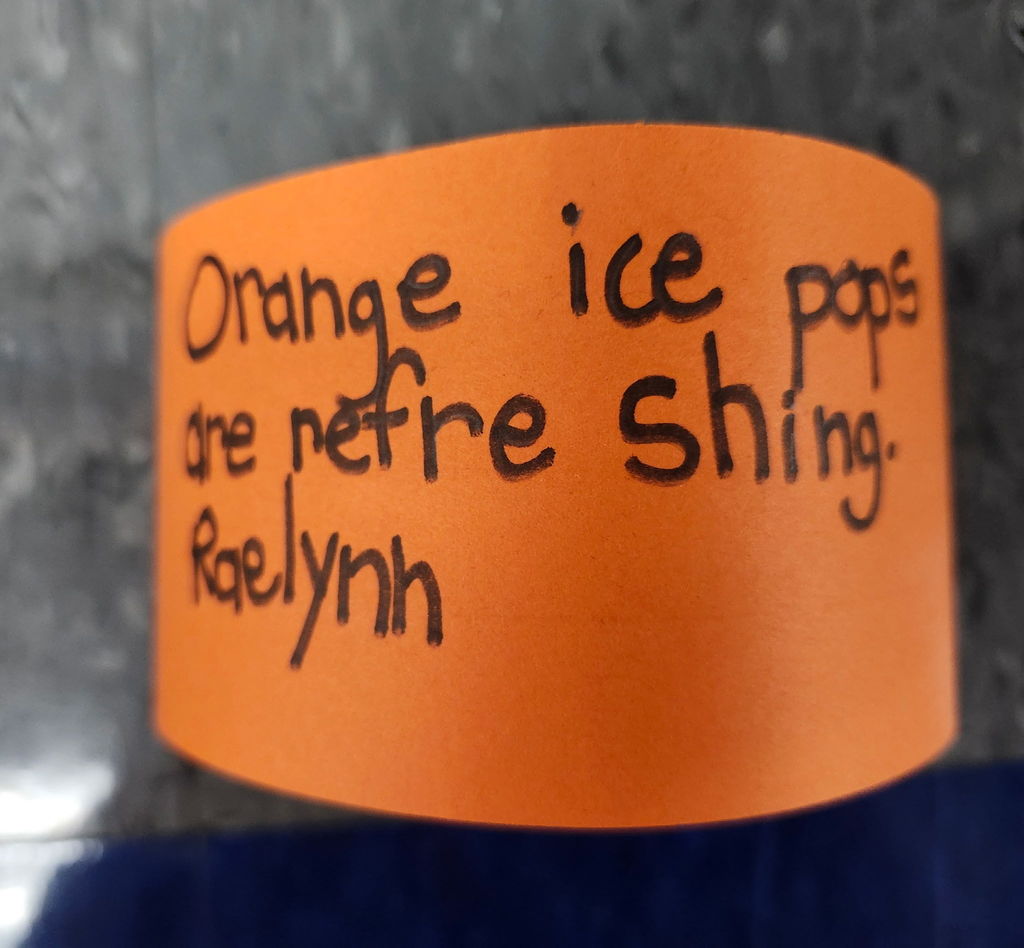 Orange ice pops
are refre shing.
Raelynn